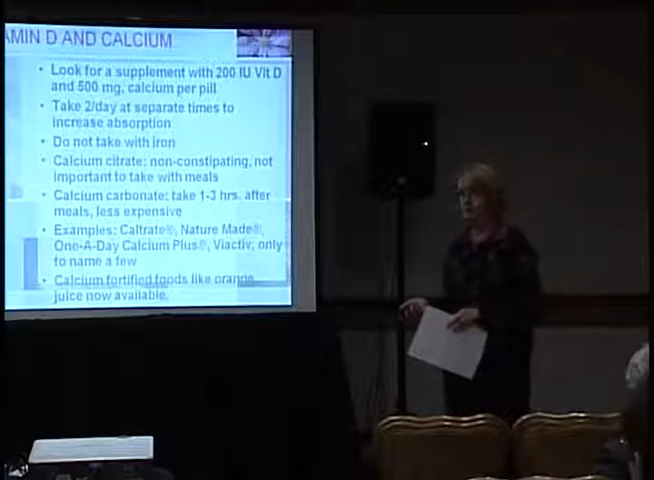 AMIN D AND CALCIUM
• Look for a supplement with 200 IU Vit D
and 500 mg. calcium per pill
• Take 2/day at separate times to
increase absorption
• Do not take with iron
• Calcium citrate: non-constipating, not
important to take with meals
• Calcium carbonate: take 1-3 hrs. after
meals, less expensive
• Examples: Caltrate®, Nature Made®,
One-A-Day Calcium Plus®, Viactiv, only
to name a few
• Calcium fortified foods like orange
juice now available.